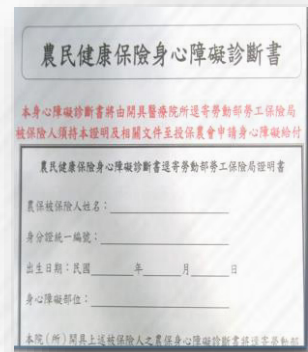 農民健康保險身心障礙診斷書
本身心障礙診斷書將由開具醫療院所逕寄勞動部勞工保險局
被保險人須持本證明及相關文件至投保農會申請身心障礙給付
農民健康保險身心障礙診斷書逕寄勞動部勞工保險局證明書
農保被保險人姓名：
身分證統一編號：
出生日期：民國 年 月 日
身心障礙部位：
本院(所)開具上述被保險人之農保身心障礙診斷書將逕寄勞動部